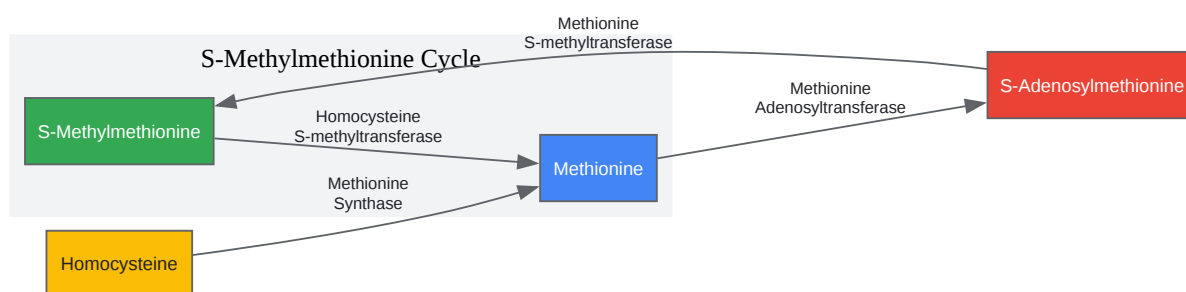 Methionine
S-methyltransferase
S-Methylmethionine Cycle
S-Adenosylmethionine
Methionine
Adenosyltransferase
S-Methylmethionine
Homocysteine
S-methyltransferase
Methionine
Methionine
Synthase
Homocysteine